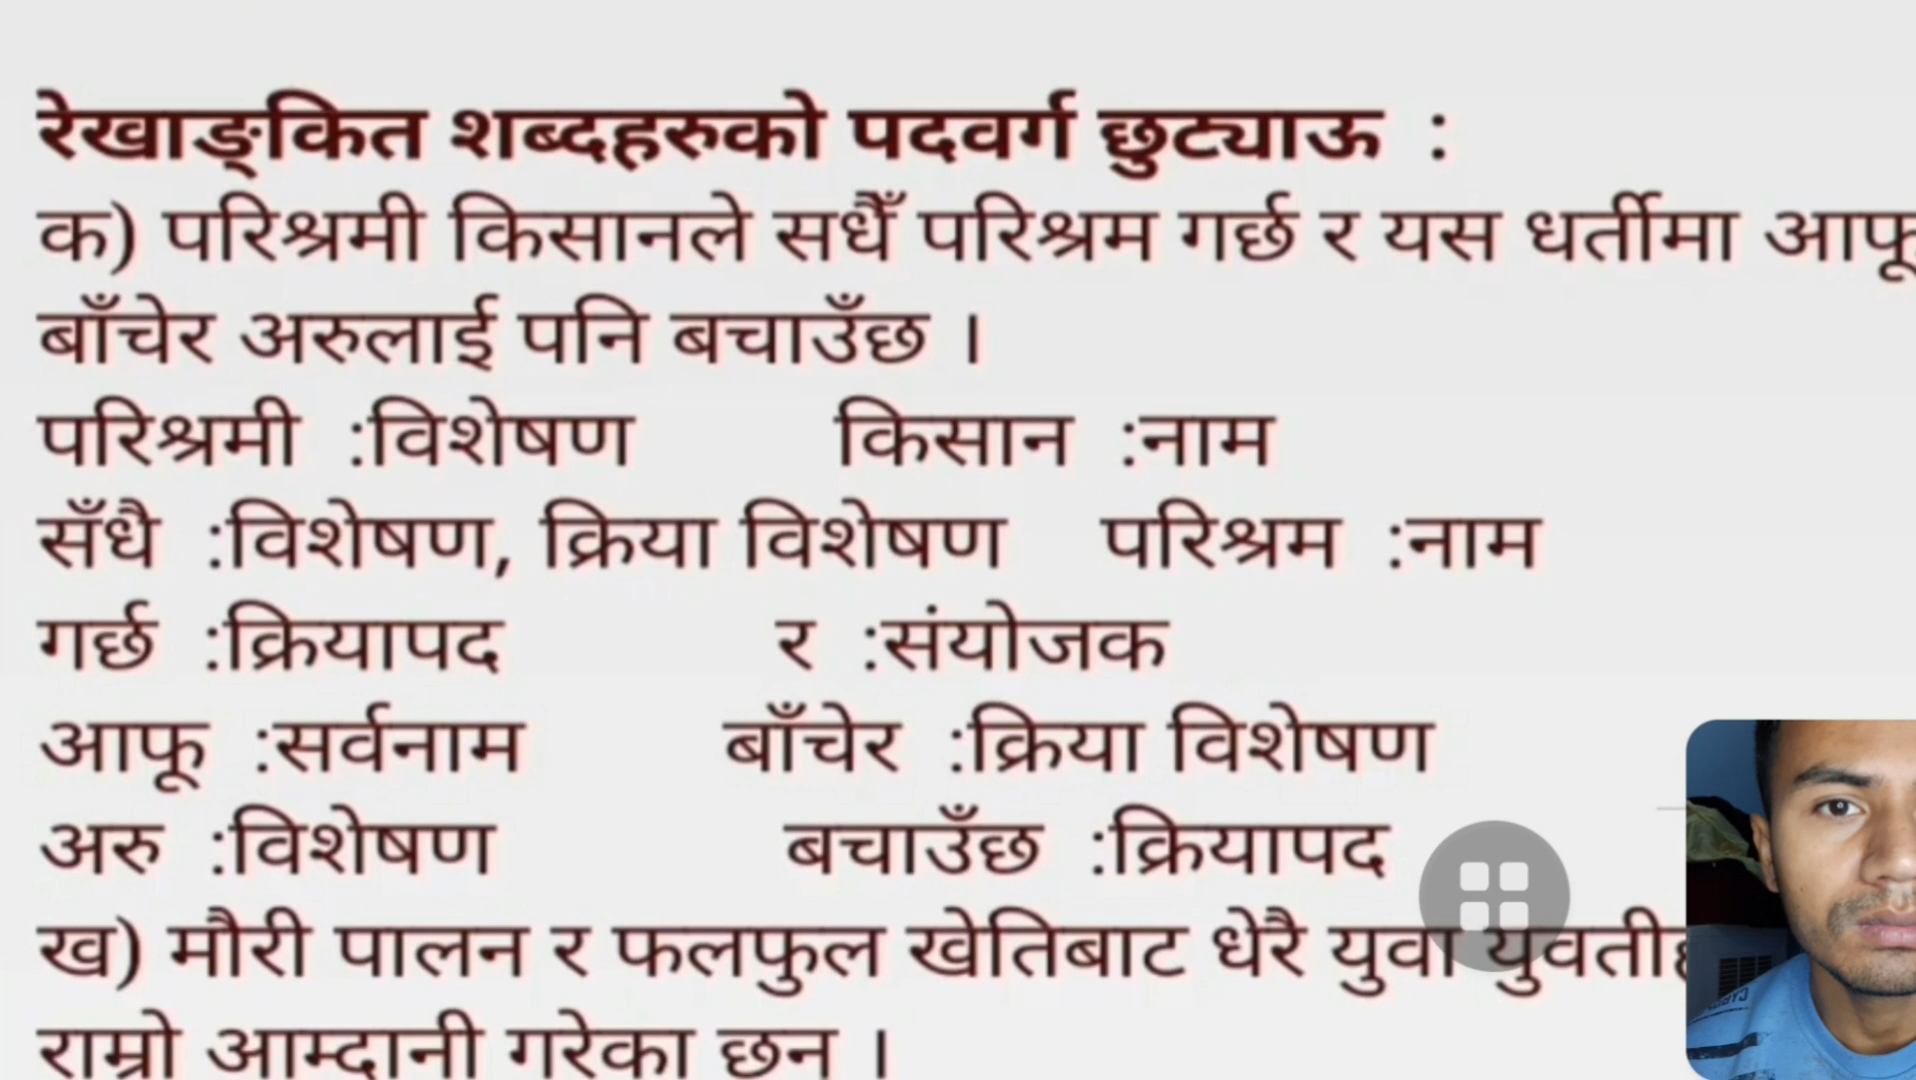 रेखाङ्कित शब्दहरुको पदवर्ग छुट्याऊ :
क) परिश्रमी किसानले सधैँ परिश्रम गर्छ र यस धर्तीमा आफू
बाँचेर अरुलाई पनि बचाउँछ ।
परिश्रमी :विशेषण किसान :नाम
सँधै :विशेषण, क्रिया विशेषण परिश्रम :नाम
गर्छ :क्रियापद र :संयोजक
आफू :सर्वनाम बाँचेर :क्रिया विशेषण
अरु :विशेषण बचाउँछ :क्रियापद
ख) मौरी पालन र फलफुल खेतिबाट धेरै युवा
राम्रो आम्दानी गरेका छन ।